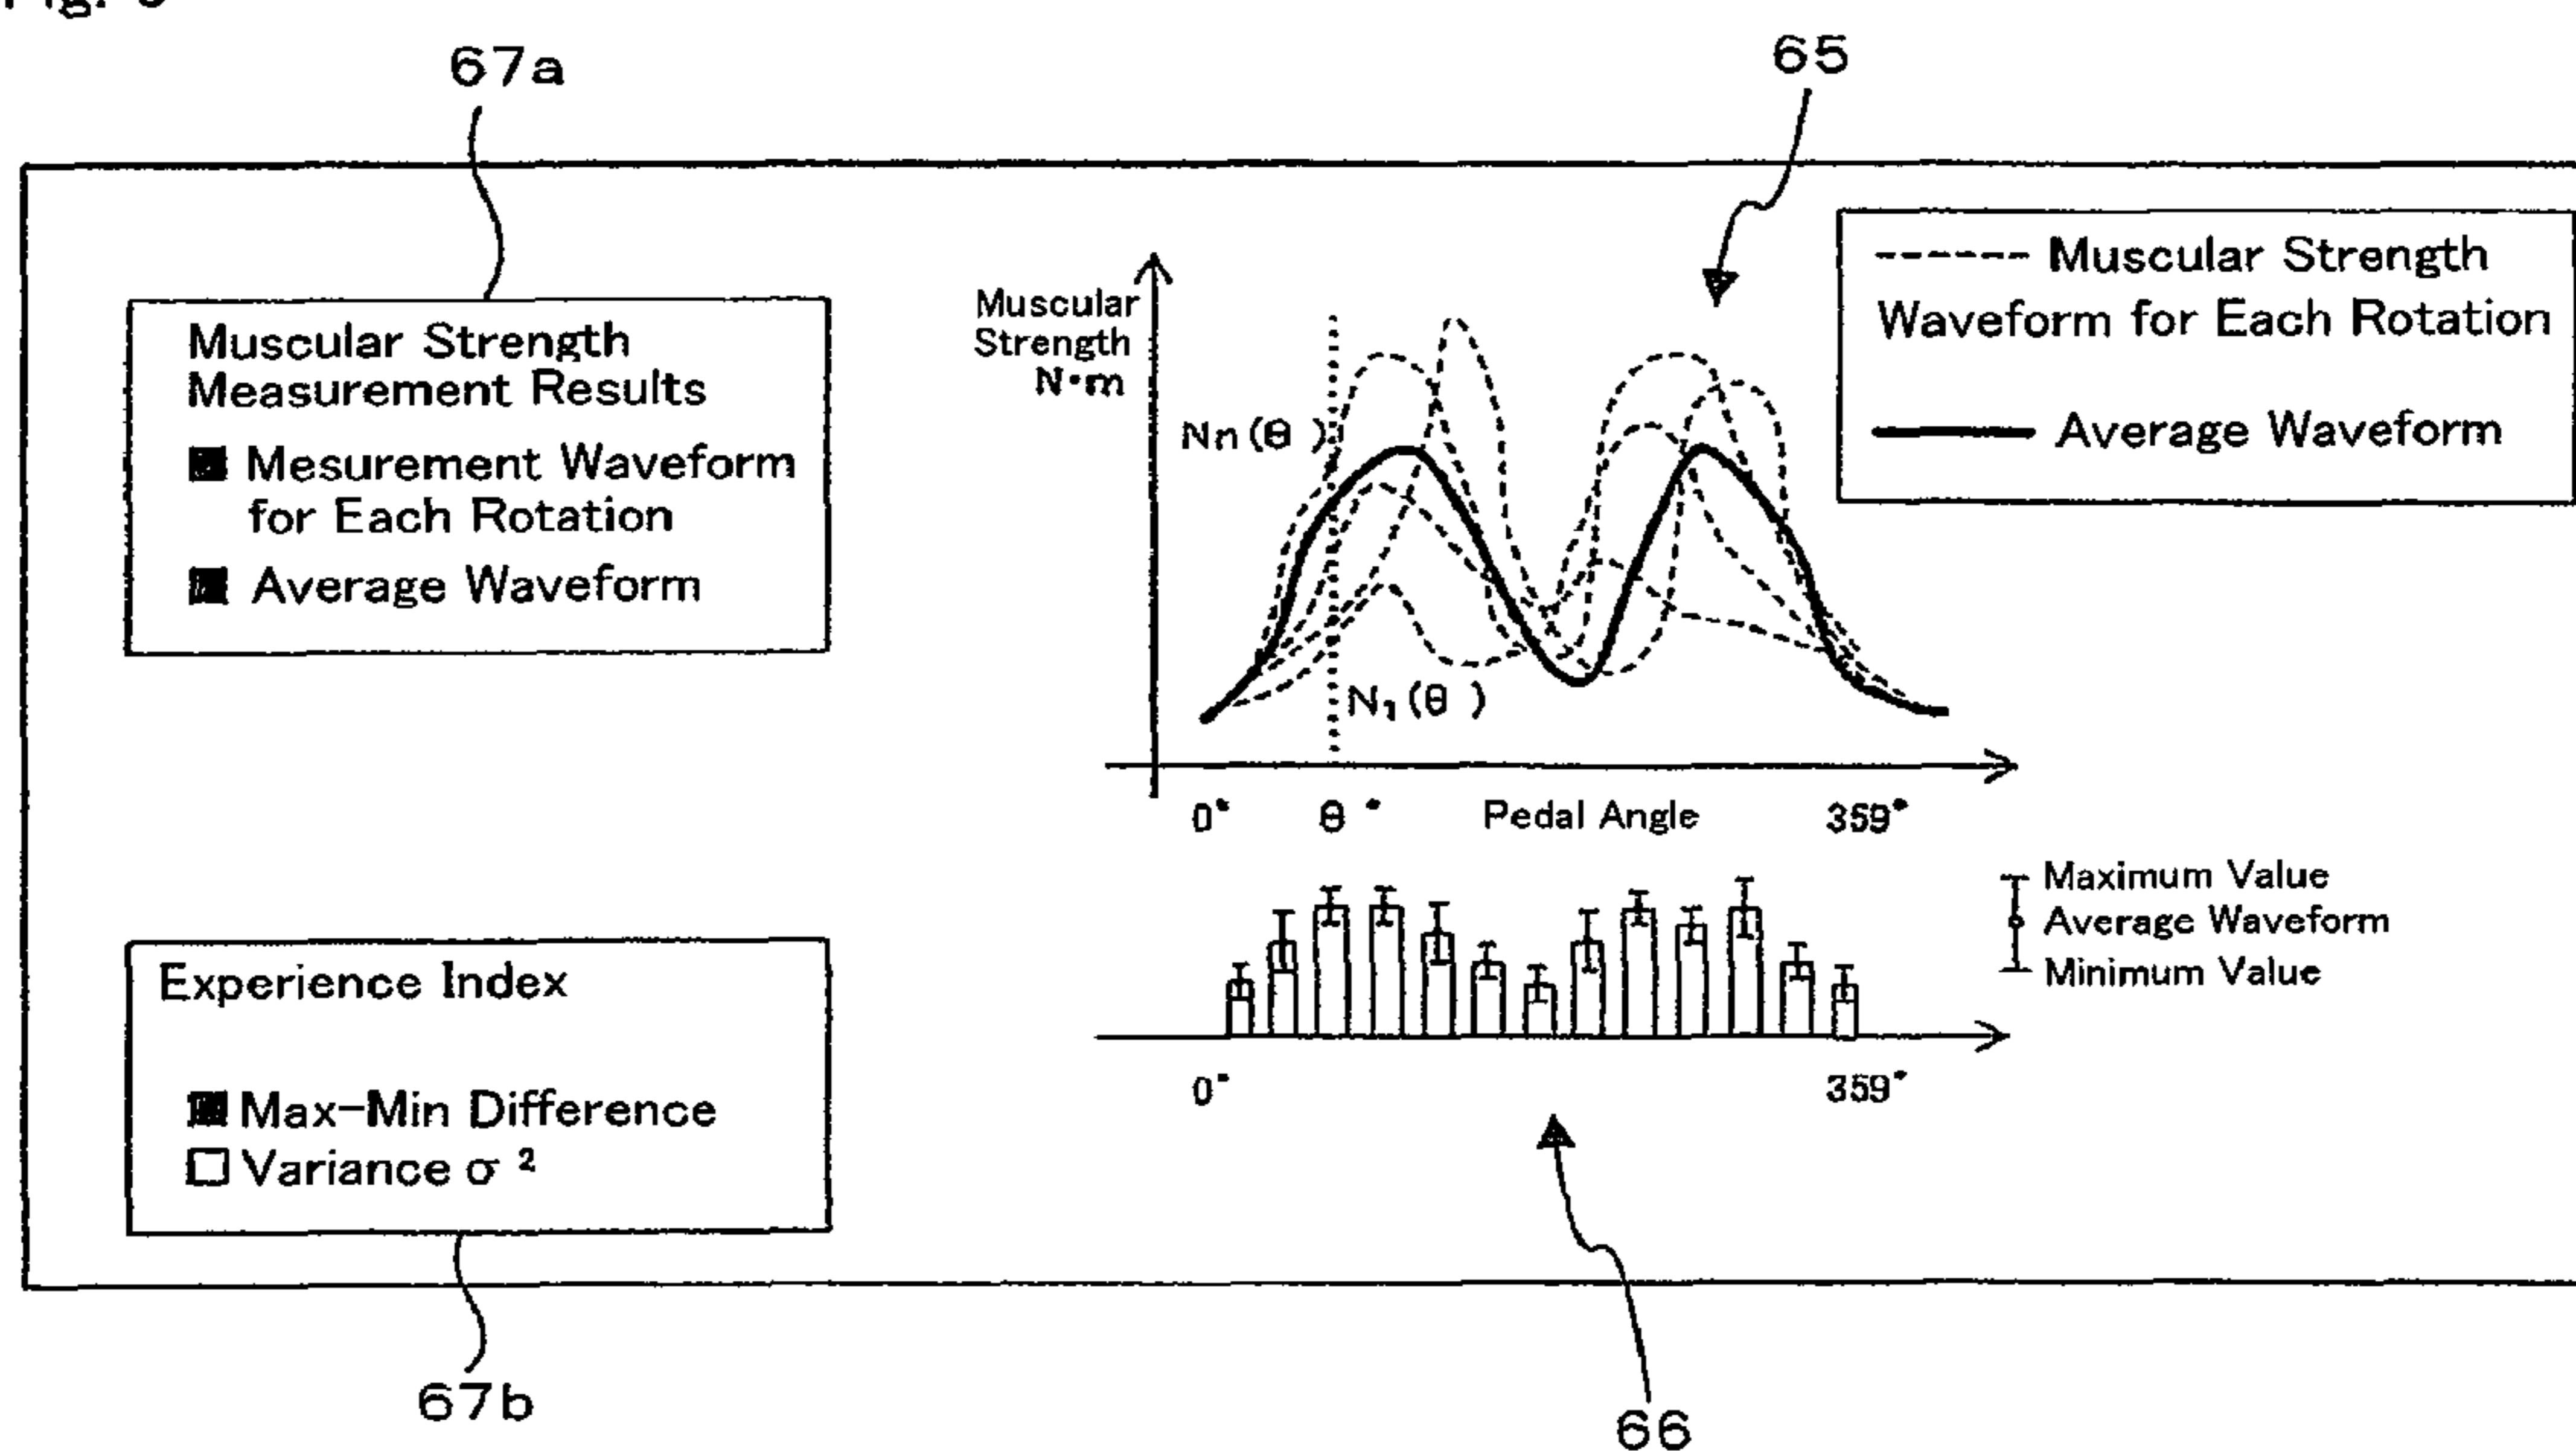 67a
65
Muscular Strength
Measurement Results
■ Mesurement Waveform
for Each Rotation
■ Average Waveform
Muscular
Strength
N・m
Nn(θ)
N₁(θ)
0°
θ°
Pedal Angle
359°
------ Muscular Strength
Waveform for Each Rotation
Average Waveform
Maximum Value
Average Waveform
Minimum Value
0°
359°
Experience Index
■ Max-Min Difference
□ Variance σ²
67b
66